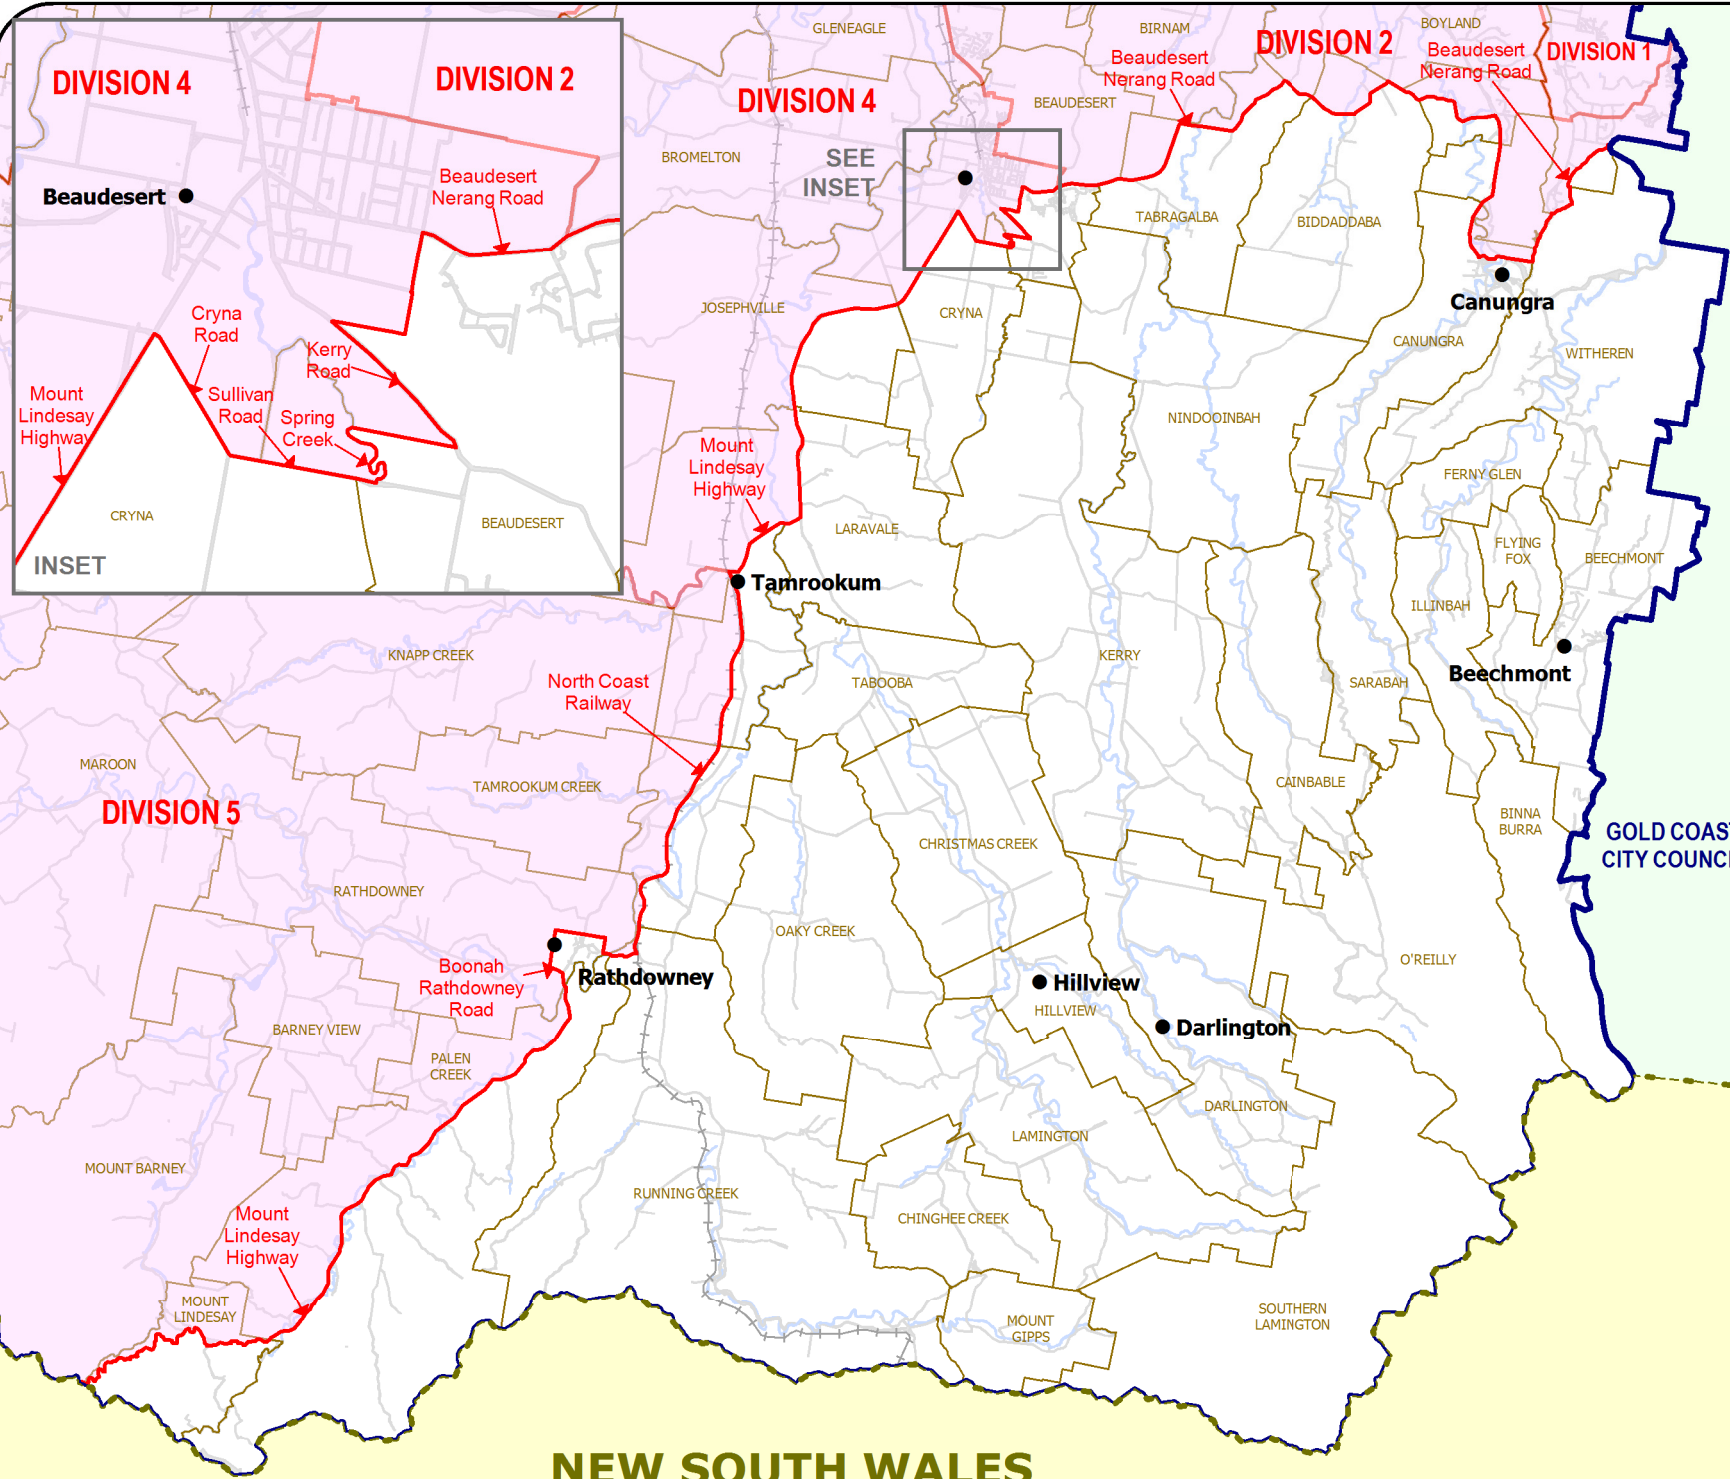 DIVISION 4
DIVISION 2
Beaudesert
Beaudesert
Nerang Road
Cryna
Road
Kerry
Road
Mount
Lindesay
Highway
Sullivan
Road
Spring
Creek
CRYNA
BEAUDESERT
INSET
GLENEAGLE
BIRNAM
BOYLAND
DIVISION 2
DIVISION 1
Beaudesert
Nerang Road
Beaudesert
Nerang Road
DIVISION 4
BEAUDESERT
BROMELTON
SEE
INSET
TABRAGALBA
BIDDADDABA
Canungra
JOSEPHVILLE
CRYNA
CANUNGRA
WITHEREN
NINDOOINBAH
Mount
Lindesay
Highway
FERNY GLEN
LARAVALE
FLYING
FOX
BEECHMONT
Tamrookum
ILLINBAH
KNAPP CREEK
KERRY
Beechmont
North Coast
Railway
TABOOBA
SARABAH
MAROON
TAMROOKUM CREEK
CAINBABLE
DIVISION 5
BINNA
BURRA
GOLD COAST
CITY COUNCI
CHRISTMAS CREEK
RATHDOWNEY
OAKY CREEK
O'REILLY
Boonah
Rathdowney
Road
Rathdowney
Hillview
HILLVIEW
Darlington
BARNEY VIEW
PALEN
CREEK
DARLINGTON
LAMINGTON
MOUNT BARNEY
RUNNING CREEK
CHINGHEE CREEK
Mount
Lindesay
Highway
MOUNT
LINDESAY
MOUNT
GIPPS
SOUTHERN
LAMINGTON
NEW SOUTH WALES